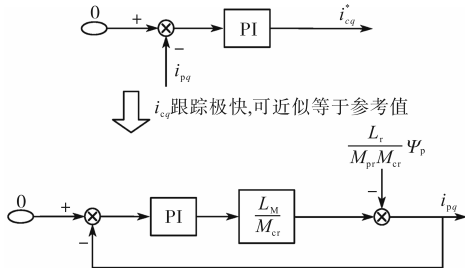 0 + − PI i*cq
ipq
icq跟踪极快,可近似等于参考值
Lr
MprMcr Ψp
0 + − PI LM
Mcr − ipq